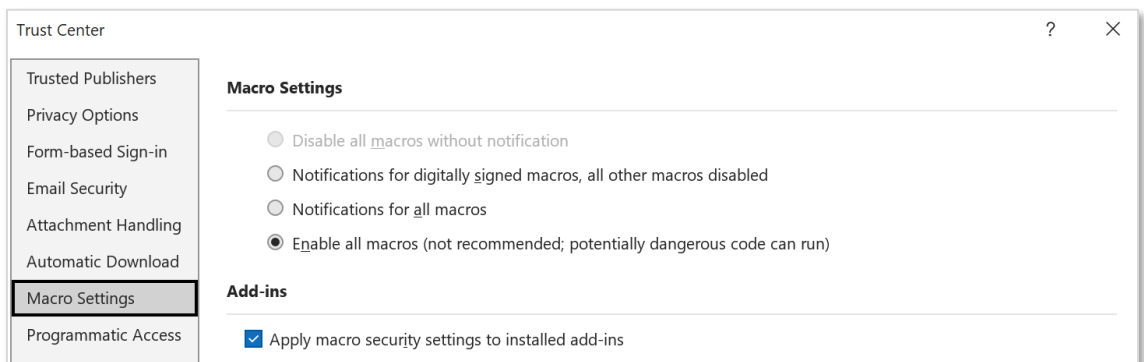 Trust Center
?
Trusted Publishers
Privacy Options
Form-based Sign-in
Email Security
Attachment Handling
Automatic Download
Macro Settings
Programmatic Access
Macro Settings
Disable all macros without notification
Notifications for digitally signed macros, all other macros disabled
Notifications for all macros
Enable all macros (not recommended; potentially dangerous code can run)
Add-ins
Apply macro security settings to installed add-ins